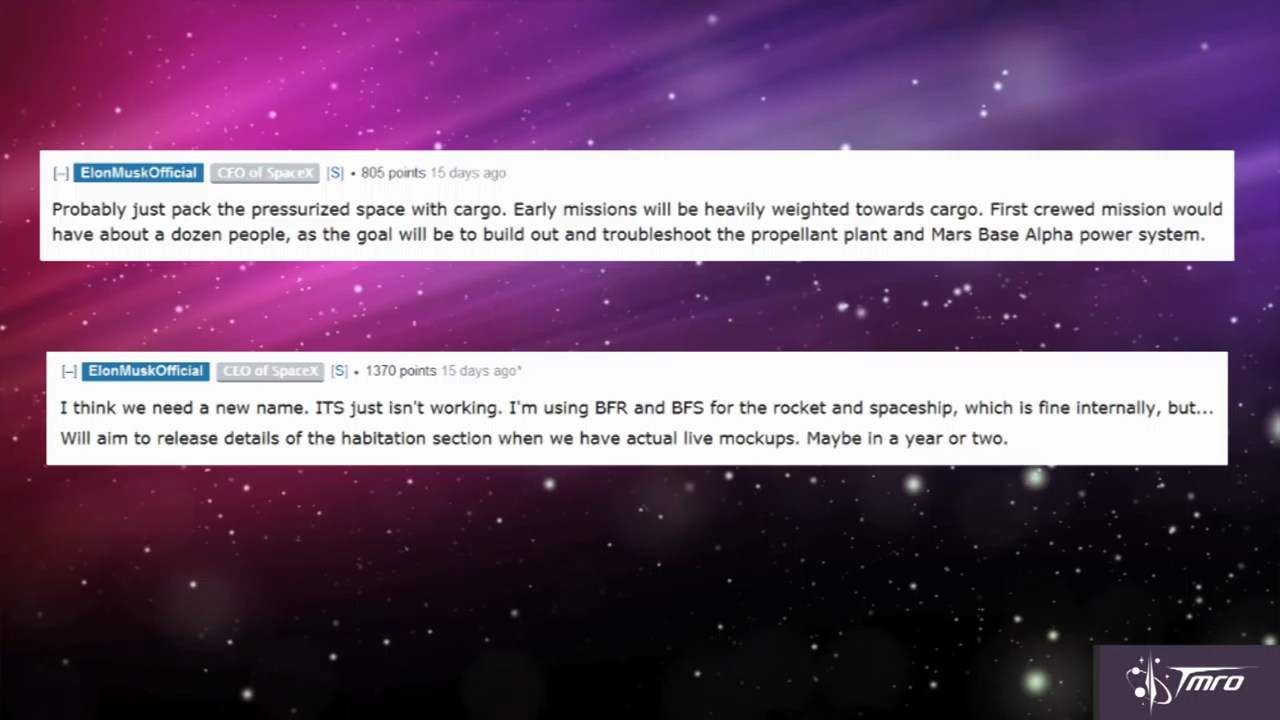 [–] ElonMuskOfficial CEO of SpaceX [S] • 805 points 15 days ago
Probably just pack the pressurized space with cargo. Early missions will be heavily weighted towards cargo. First crewed mission would
have about a dozen people, as the goal will be to build out and troubleshoot the propellant plant and Mars Base Alpha power system.
[–] ElonMuskOfficial CEO of SpaceX [S] • 1370 points 15 days ago*
I think we need a new name. ITS just isn't working. I'm using BFR and BFS for the rocket and spaceship, which is fine internally, but...
Will aim to release details of the habitation section when we have actual live mockups. Maybe in a year or two.
Tmro